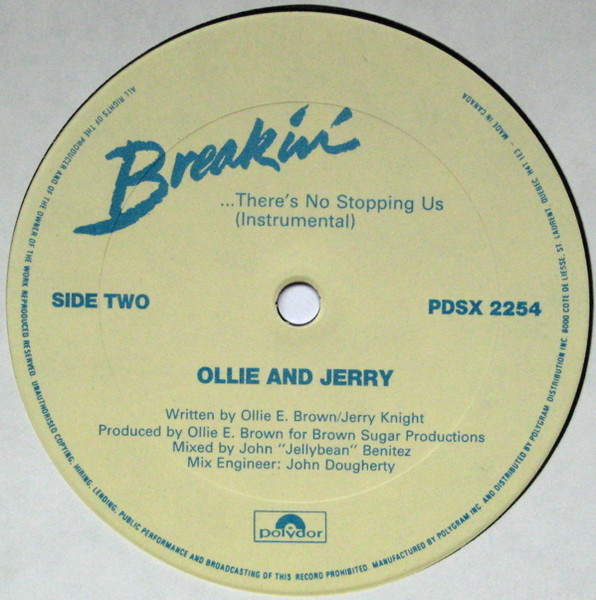 Breakin'
...There's No Stopping Us
(Instrumental)
SIDE TWO
PDSX 2254
OLLIE AND JERRY
Written by Ollie E. Brown/Jerry Knight
Produced by Ollie E. Brown for Brown Sugar Productions
Mixed by John "Jellybean" Benitez
Mix Engineer: John Dougherty
polydor
ALL RIGHTS OF THE PRODUCER AND OF THE OWNER OF THE WORK REPRODUCED RESERVED. UNAUTHORISED COPYING, HIRING, LENDING, PUBLIC PERFORMANCE AND BROADCASTING OF THIS RECORD PROHIBITED. MANUFACTURED BY POLYGRAM INC. AND DISTRIBUTED BY POLYGRAM DISTRIBUTION INC. 6000 COTE DE LIESSE, ST. LAURENT QUEBEC H4T 1E3 - MADE IN CANADA